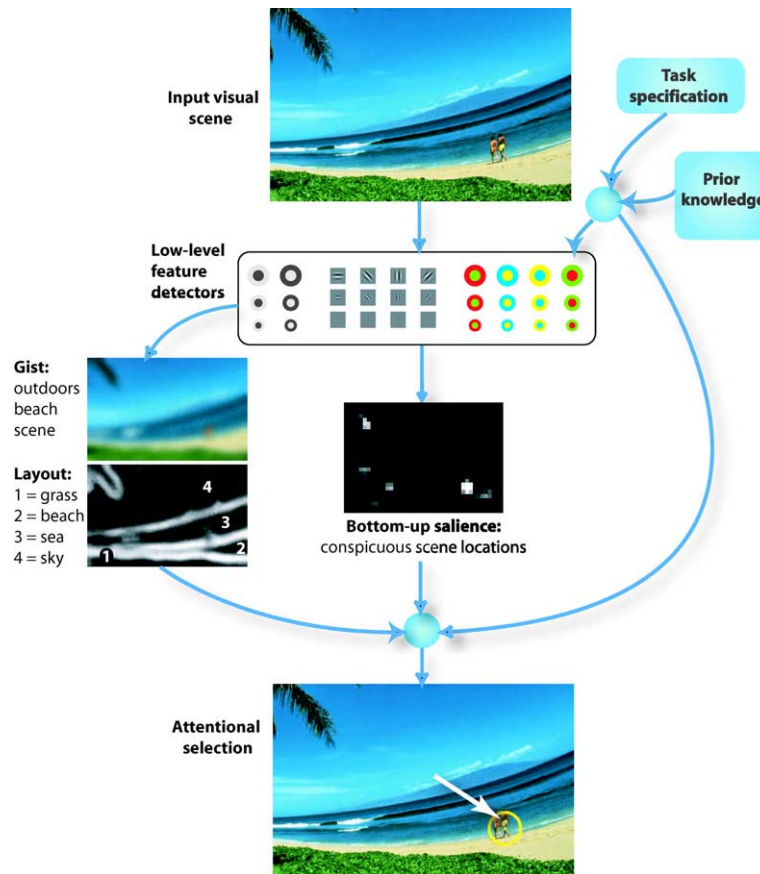 Input visual
scene
Task
specification
Prior
knowledge
Low-level
feature
detectors
Gist:
outdoors
beach
scene
Layout:
1 = grass
2 = beach
3 = sea
4 = sky
4
3
2
1
Bottom-up salience:
conspicuous scene locations
Attentional
selection